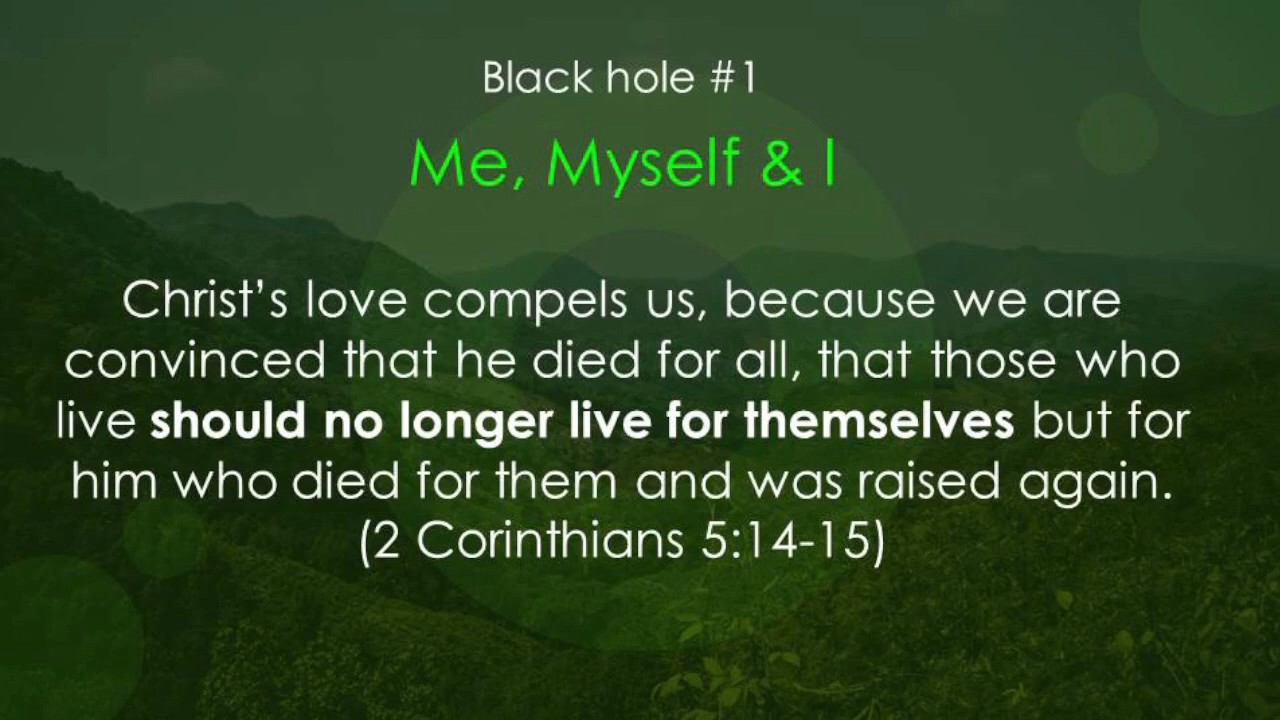 Black hole #1
Me, Myself & I
Christ’s love compels us, because we are
convinced that he died for all, that those who
live should no longer live for themselves but for
him who died for them and was raised again.
(2 Corinthians 5:14-15)